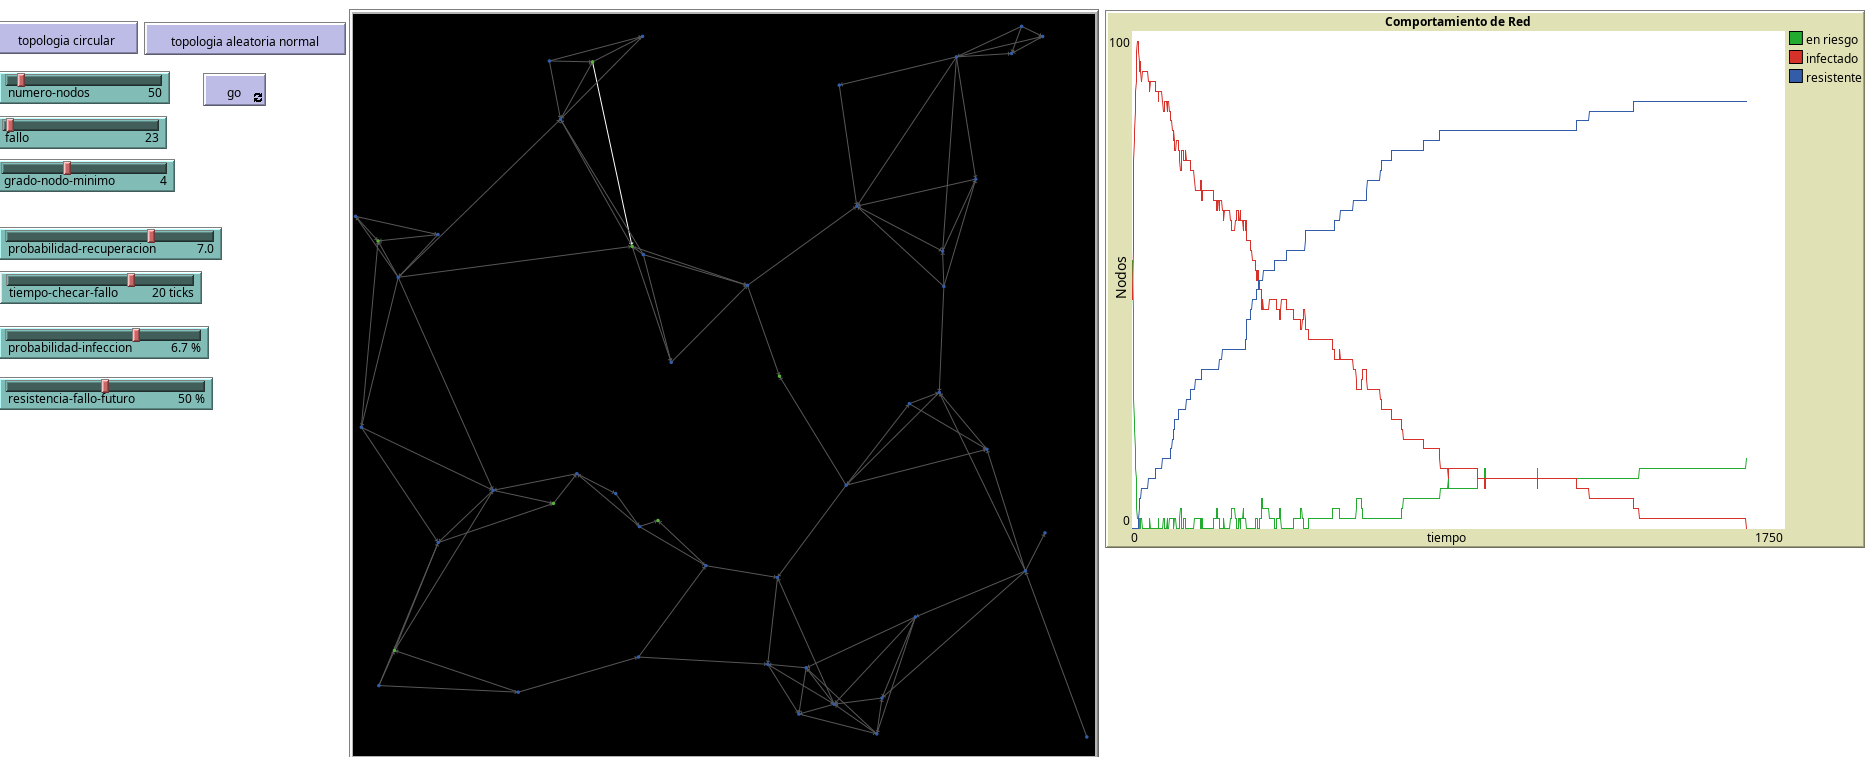 topologia circular
topologia aleatoria normal
numero-nodos 50
go
fallo 23
grado-nodo-minimo 4
probabilidad-recuperacion 7.0
tiempo-checar-fallo 20 ticks
probabilidad-infeccion 6.7 %
resistencia-fallo-futuro 50 %
Comportamiento de Red
100
Nodos
0
0
tiempo
1750
en riesgo
infectado
resistente